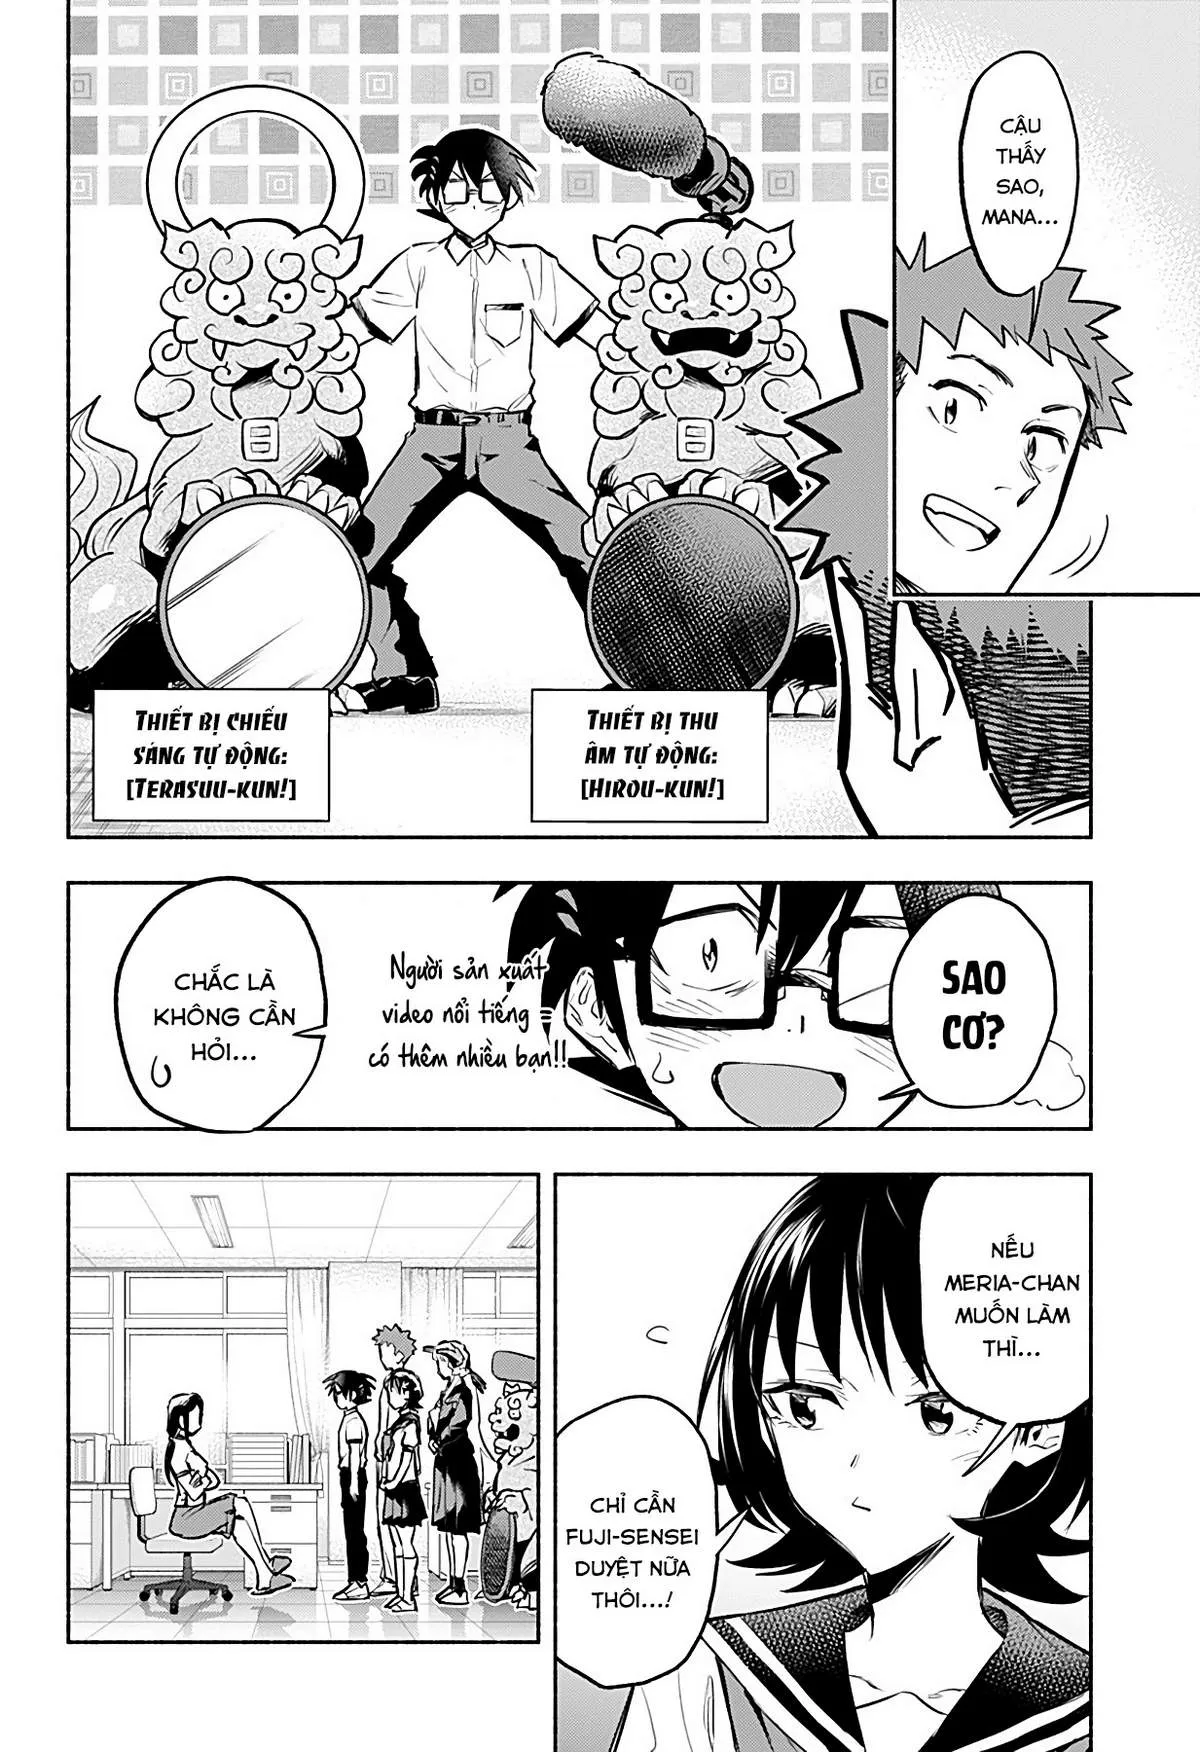 CẬU
THẤY
SAO,
MANA...
THIẾT BỊ THU
ÂM TỰ ĐỘNG:
[HIROU-KUN!]
THIẾT BỊ CHIẾU
SÁNG TỰ ĐỘNG:
[TERASUU-KUN!]
SAO
CƠ?
Người sản xuất
video nổi tiếng
có thêm nhiều bạn!!
CHẮC LÀ
KHÔNG CẦN
HỎI...
NẾU
MERIA-CHAN
MUỐN LÀM
THÌ...
CHỈ CẦN
FUJI-SENSEI
DUYỆT NỮA
THÔI...!